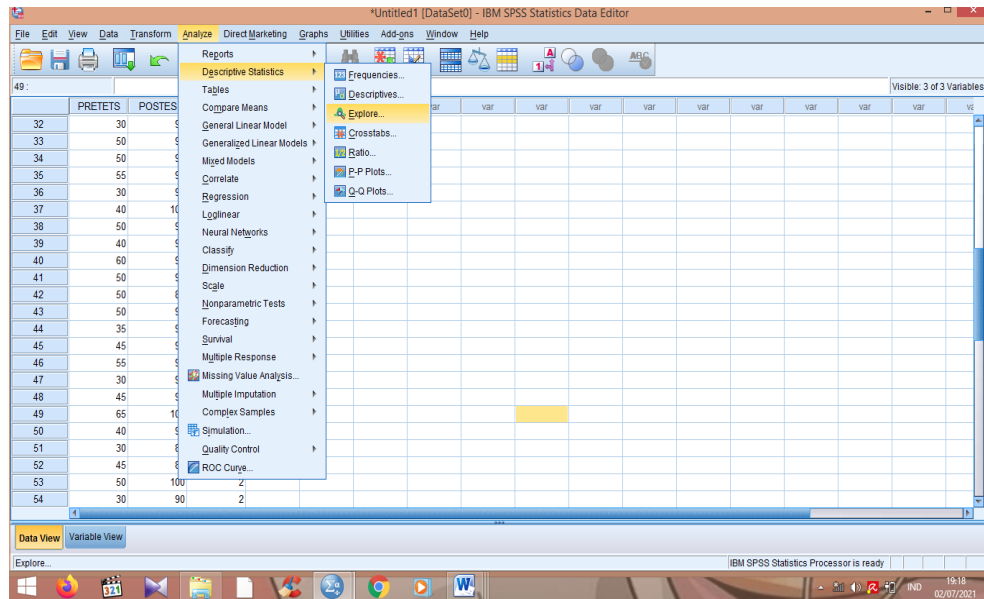 *Untitled1 [DataSet0] - IBM SPSS Statistics Data Editor
File Edit View Data Transform Analyze Direct Marketing Graphs Utilities Add-ons Window Help
49 :
Visible: 3 of 3 Variables
PRETETS POSTES var var var var var var var var var
Reports
Descriptive Statistics
Tables
Compare Means
General Linear Model
Generalized Linear Models
Mixed Models
Correlate
Regression
Loglinear
Neural Networks
Classify
Dimension Reduction
Scale
Nonparametric Tests
Forecasting
Survival
Multiple Response
Missing Value Analysis...
Multiple Imputation
Complex Samples
Simulation...
Quality Control
ROC Curve...
Frequencies...
Descriptives...
Explore...
Crosstabs...
Ratio...
P-P Plots...
Q-Q Plots...
32 30
33 50
34 50
35 55
36 30
37 40
38 50
39 40
40 60
41 50
42 50
43 50
44 35
45 45
46 55
47 30
48 45
49 65
50 40
51 30
52 45
53 50 100 2
54 30 90 2
Data View Variable View
Explore...
IBM SPSS Statistics Processor is ready
321
IND
19:18
02/07/2021